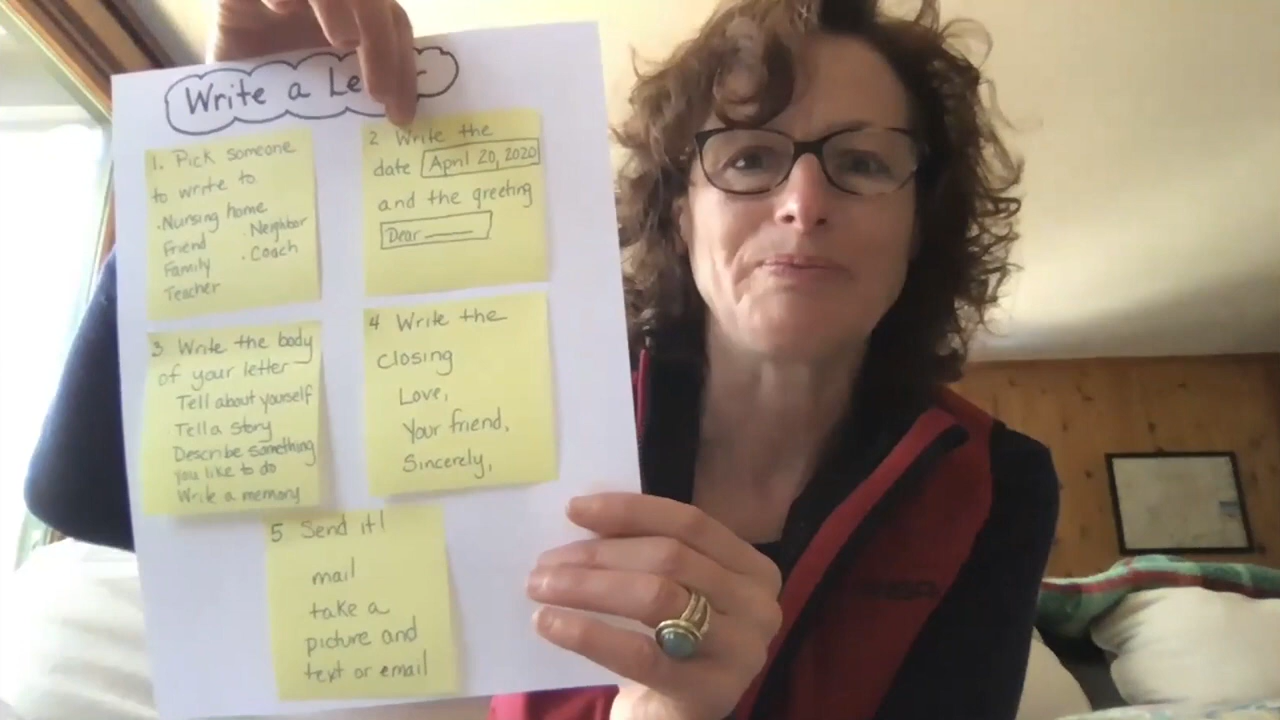 Write a Le r
1. Pick someone
to write to
· Nursing home
Friend · Neighbor
Family · Coach
Teacher
2 Write the
date April 20, 2020
and the greeting
Dear ———
3 Write the body
of your letter
Tell about yourself
Tell a story
Describe something
you like to do
Write a memory
4 Write the
closing
Love,
Your friend,
Sincerely,
5 Send it!
mail
take a
picture and
text or email